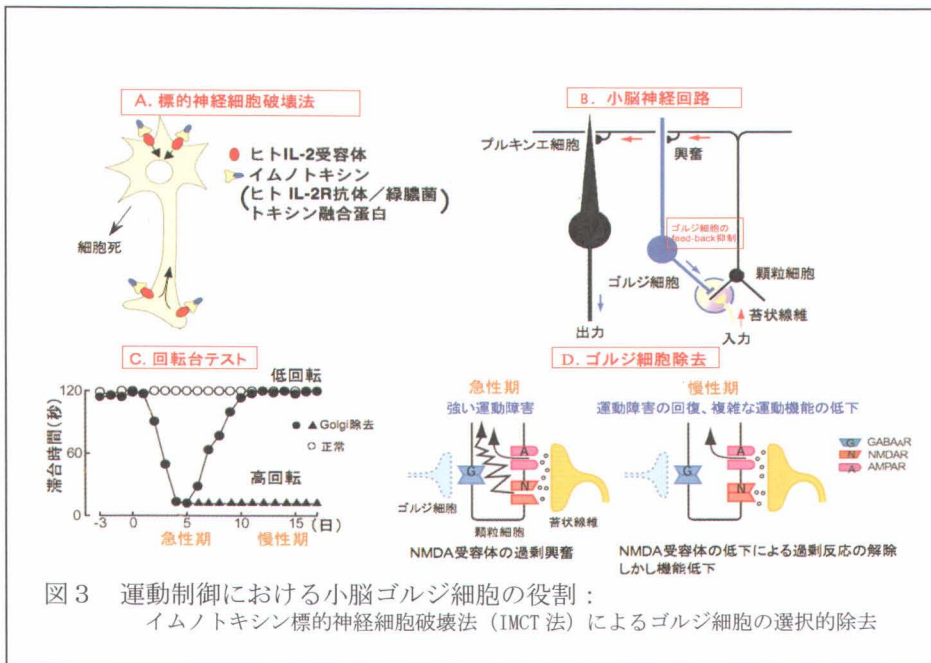 A. 標的神経細胞破壊法
ヒトIL-2受容体
イムノトキシン
(ヒト IL-2R抗体／緑膿菌
トキシン融合蛋白)
細胞死
B. 小脳神経回路
プルキンエ細胞
興奮
ゴルジ細胞の
feed-back抑制
ゴルジ細胞
顆粒細胞
苔状線維
出力
入力
C. 回転台テスト
低回転
滞台時間(秒)
120
60
0
●▲Golgi除去
○ 正常
高回転
-3 0 5 10 15 (日)
急性期 慢性期
D. ゴルジ細胞除去
急性期
強い運動障害
ゴルジ細胞
G
A
N
顆粒細胞
苔状線維
NMDA受容体の過剰興奮
慢性期
運動障害の回復、複雑な運動機能の低下
G
A
N
G GABAAR
N NMDAR
A AMPAR
NMDA受容体の低下による過剰反応の解除
しかし機能低下
図３　運動制御における小脳ゴルジ細胞の役割：
イムノトキシン標的神経細胞破壊法（IMCT 法）によるゴルジ細胞の選択的除去